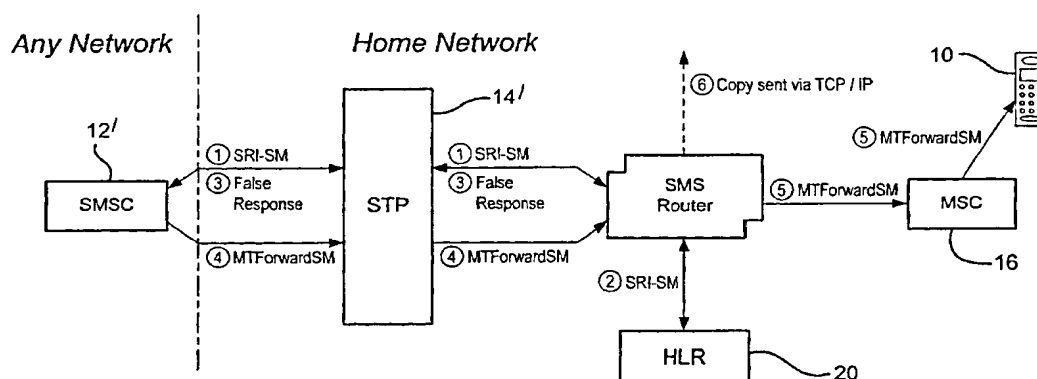 Any Network
Home Network
12'
14'
10
⑥ Copy sent via TCP / IP
① SRI-SM
③ False
Response
① SRI-SM
③ False
Response
⑤ MTForwardSM
SMSC
STP
SMS
Router
⑤ MTForwardSM
MSC
④ MTForwardSM
④ MTForwardSM
② SRI-SM
16
HLR
20